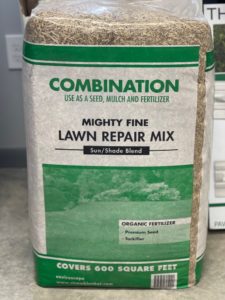 COMBINATION
USE AS A SEED, MULCH AND FERTILIZER
MIGHTY FINE
LAWN REPAIR MIX
Sun/Shade Blend
ORGANIC FERTILIZER
- Premium Seed
- Tackifier
COVERS 600 SQUARE FEET
enviroscape